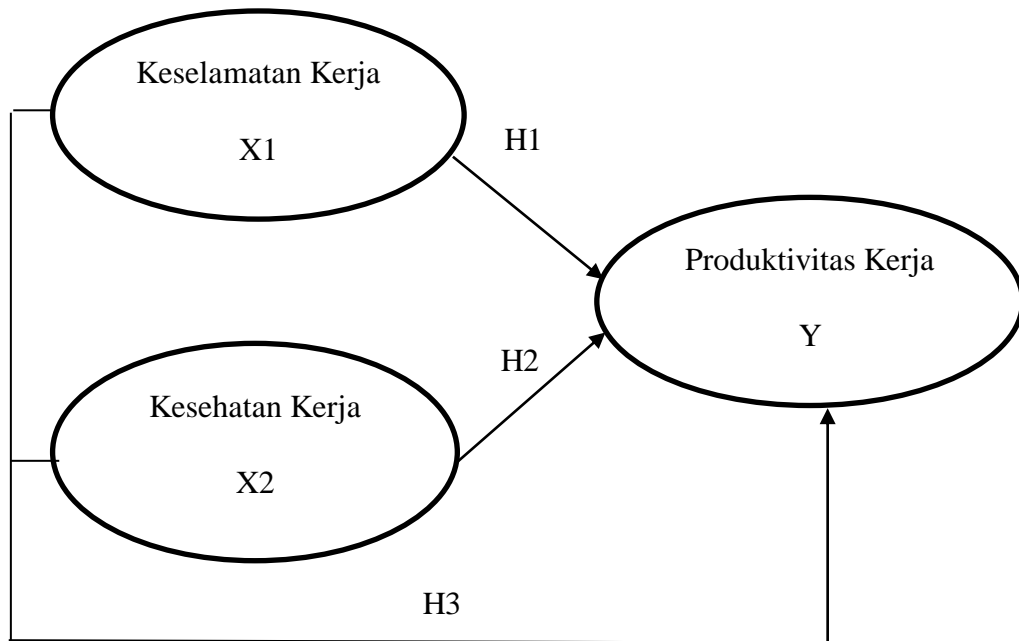 Keselamatan Kerja
X1
H1
Produktivitas Kerja
Y
H2
Kesehatan Kerja
X2
H3